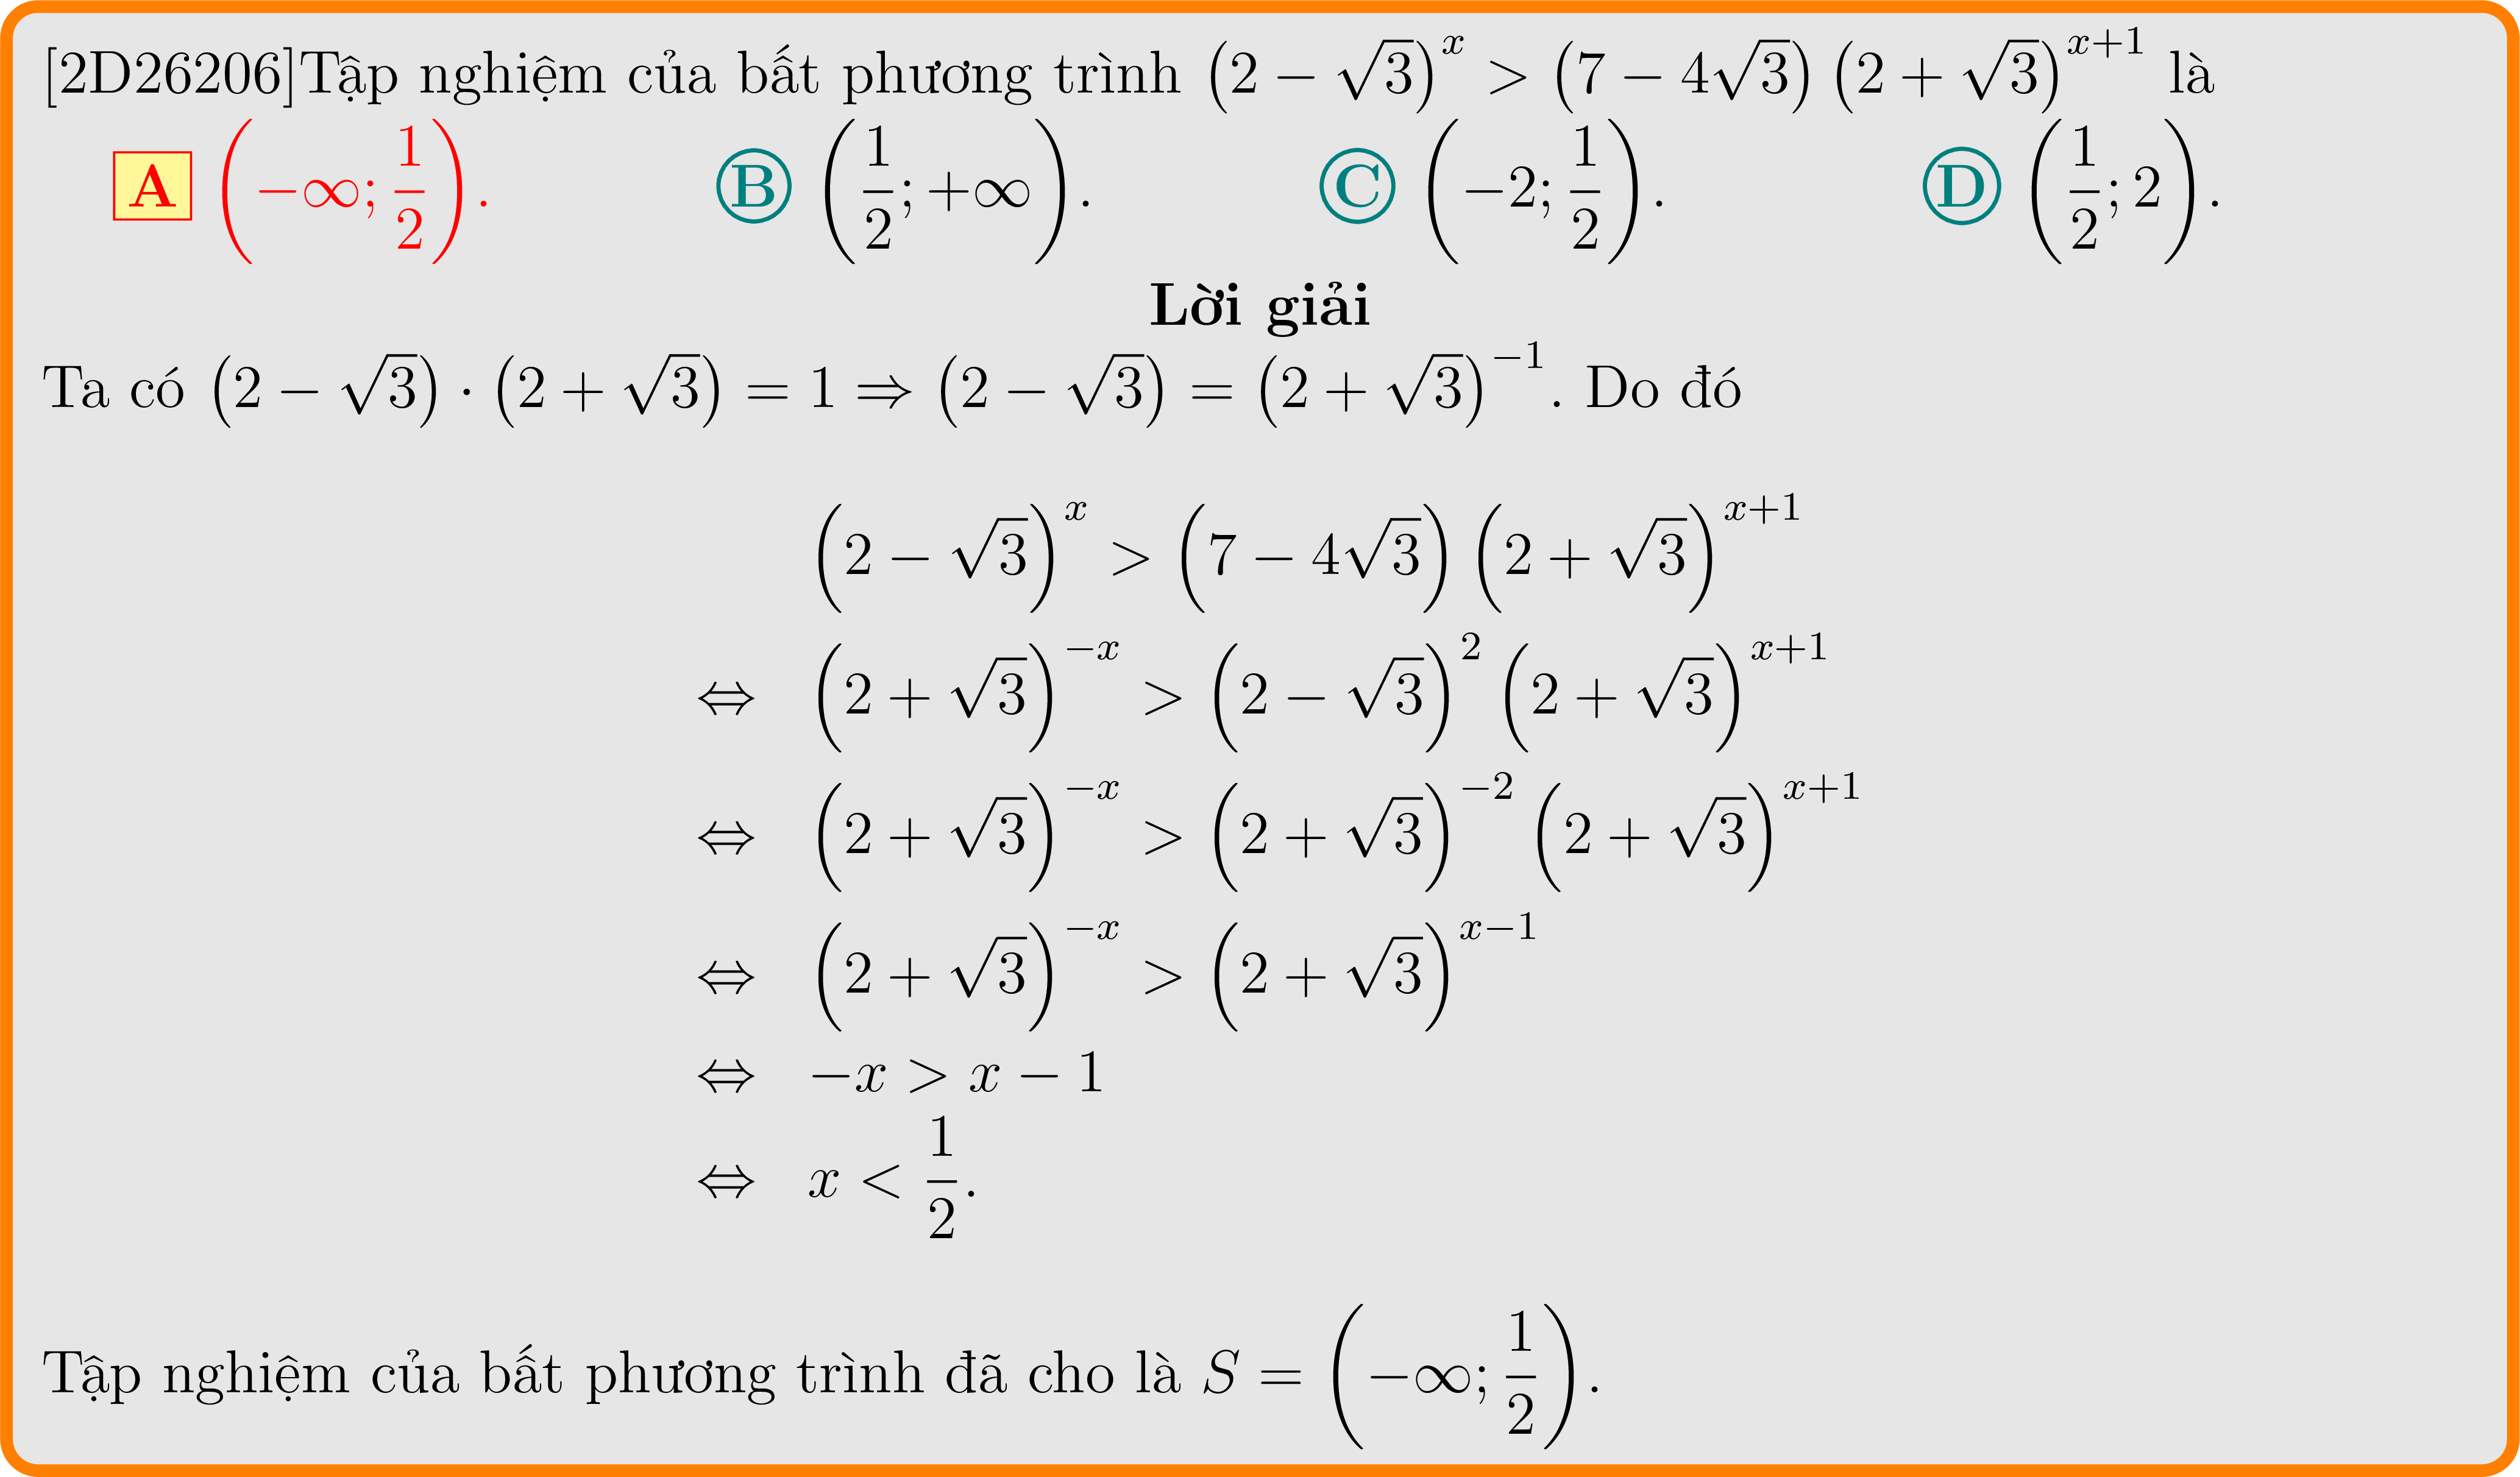 [2D26206]Tập nghiệm của bất phương trình $\left(2-\sqrt{3}\right)^{x} > \left(7-4\sqrt{3}\right)\left(2+\sqrt{3}\right)^{x+1}$ là
A $\left(-\infty;\dfrac{1}{2}\right)$. B $\left(\dfrac{1}{2};+\infty\right)$. C $\left(-2;\dfrac{1}{2}\right)$. D $\left(\dfrac{1}{2};2\right)$.
Lời giải
Ta có $\left(2-\sqrt{3}\right)\cdot\left(2+\sqrt{3}\right)=1\Rightarrow\left(2-\sqrt{3}\right)=\left(2+\sqrt{3}\right)^{-1}$. Do đó
$\left(2-\sqrt{3}\right)^{x} > \left(7-4\sqrt{3}\right)\left(2+\sqrt{3}\right)^{x+1}$
$\Leftrightarrow \left(2+\sqrt{3}\right)^{-x} > \left(2-\sqrt{3}\right)^{2}\left(2+\sqrt{3}\right)^{x+1}$
$\Leftrightarrow \left(2+\sqrt{3}\right)^{-x} > \left(2+\sqrt{3}\right)^{-2}\left(2+\sqrt{3}\right)^{x+1}$
$\Leftrightarrow \left(2+\sqrt{3}\right)^{-x} > \left(2+\sqrt{3}\right)^{x-1}$
$\Leftrightarrow -x > x-1$
$\Leftrightarrow x < \dfrac{1}{2}$.
Tập nghiệm của bất phương trình đã cho là $S=\left(-\infty;\dfrac{1}{2}\right)$.